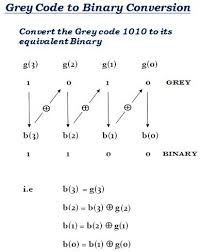 Grey Code to Binary Conversion
Convert the Grey code 1010 to its
equivalent Binary
g(3) g(2) g(1) g(0)
1 0 1 0 GREY
⊕ ⊕ ⊕
b(3) b(2) b(1) b(0)
1 1 0 0 BINARY
i.e b(3) = g(3)
b(2) = b(3) ⊕ g(2)
b(1) = b(2) ⊕ g(1)
b(0) = b(1) ⊕ g(0)